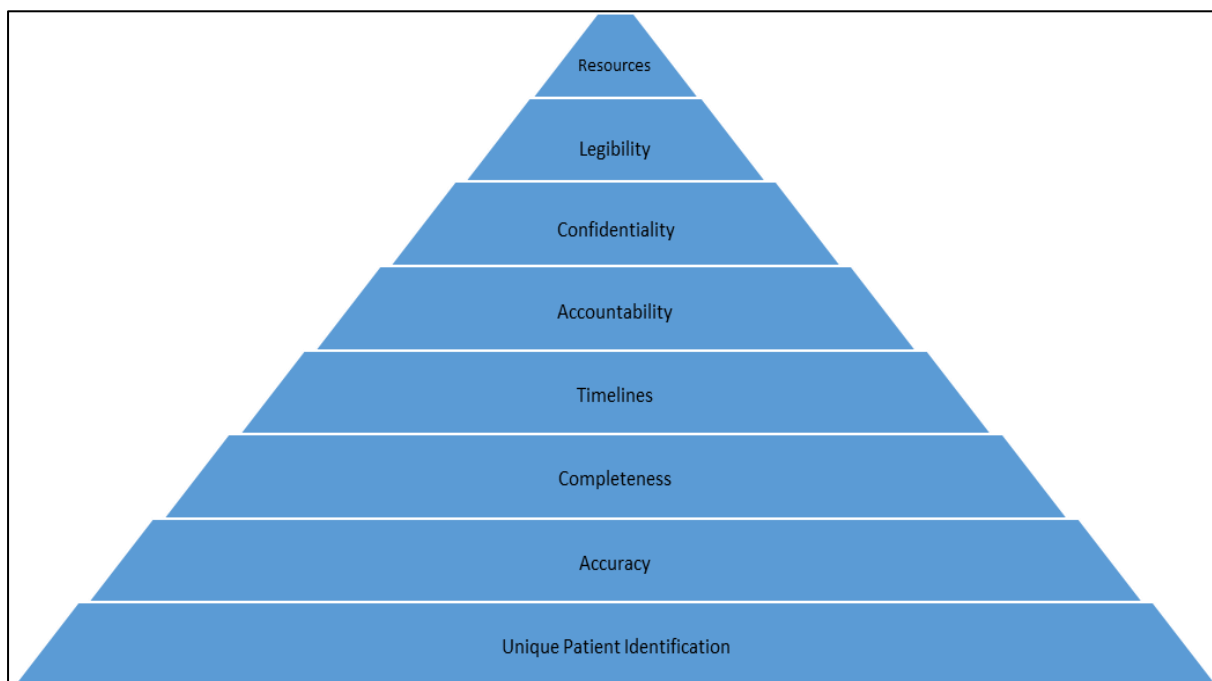 Resources
Legibility
Confidentiality
Accountability
Timelines
Completeness
Accuracy
Unique Patient Identification